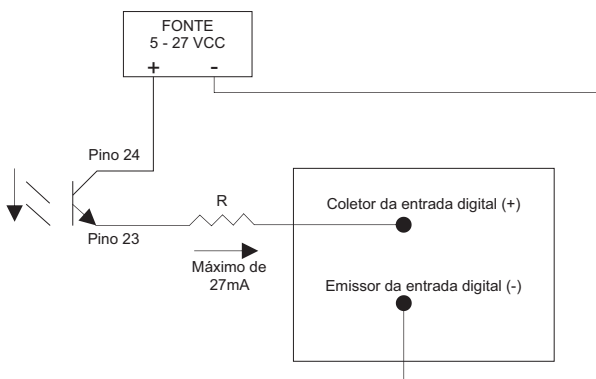 FONTE
5 - 27 VCC
+ -
Pino 24
R
Pino 23
Máximo de
27mA
Coletor da entrada digital (+)
Emissor da entrada digital (-)